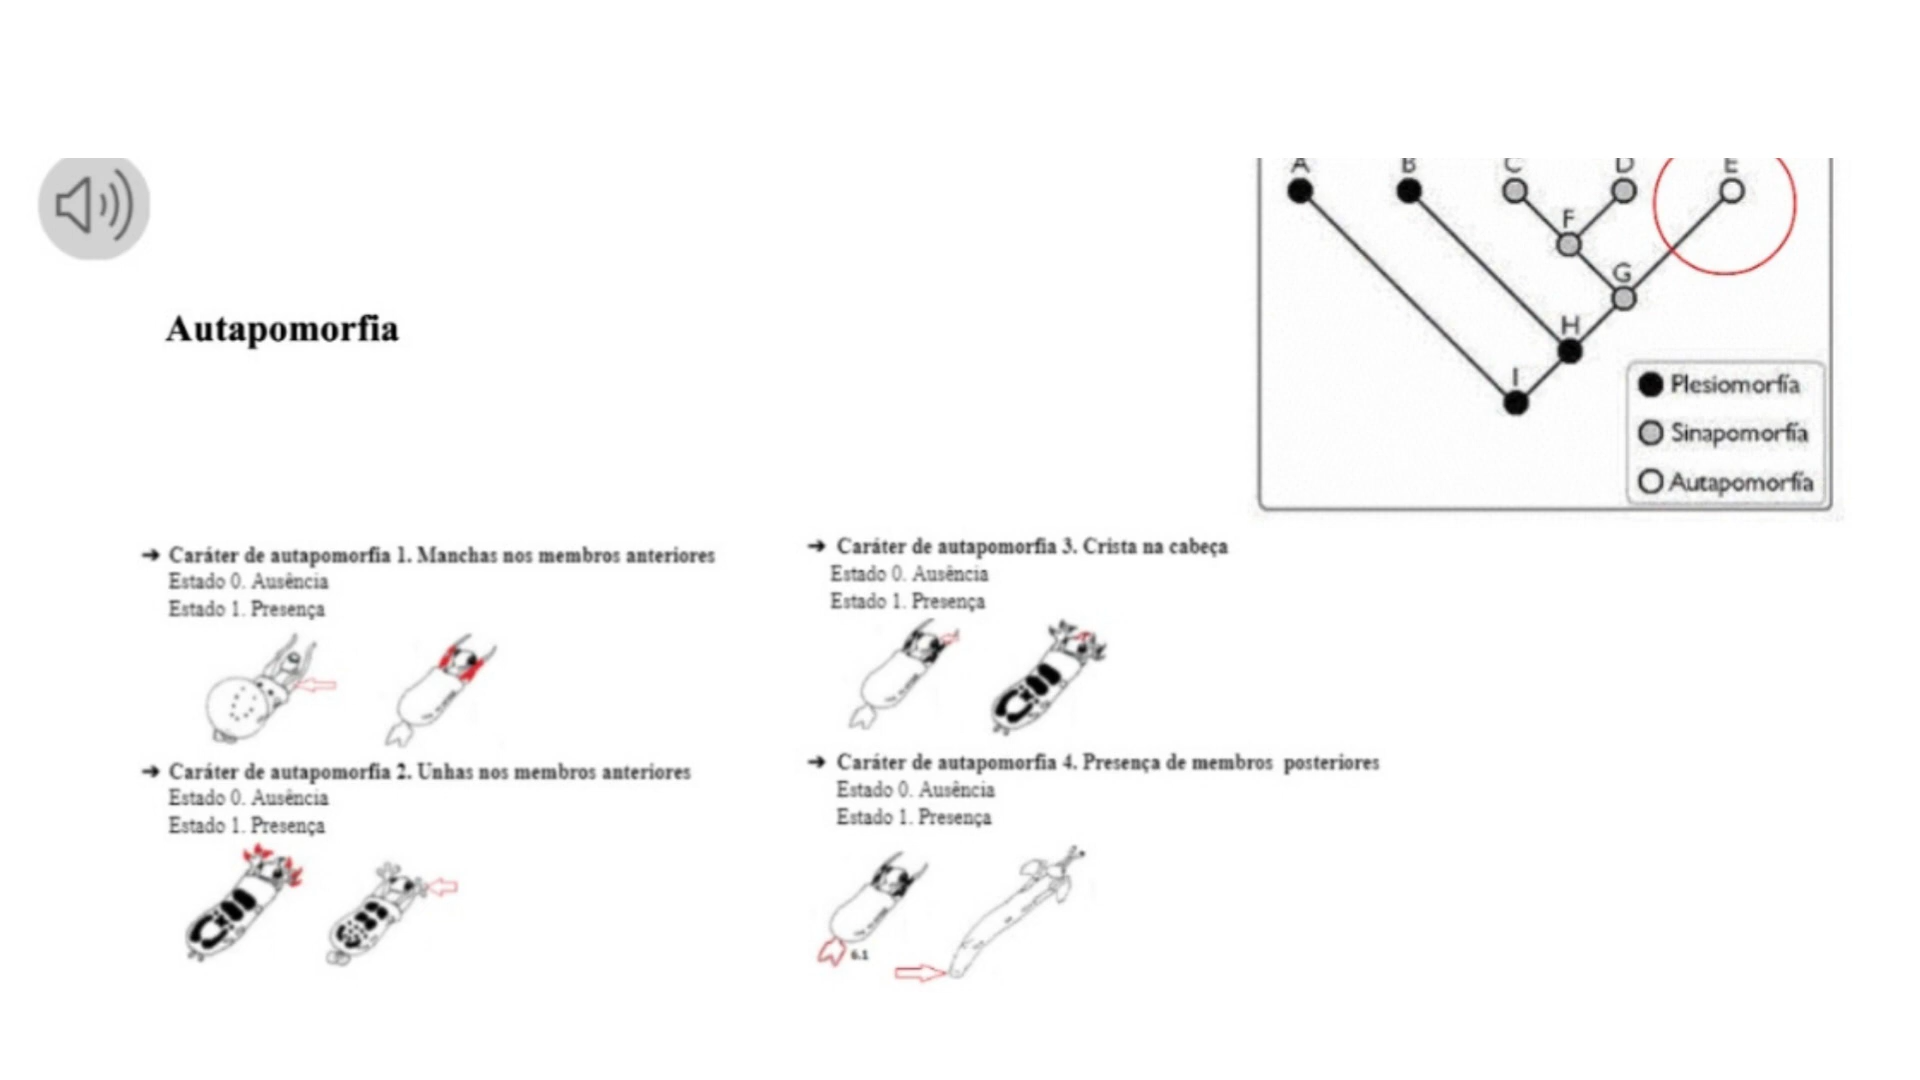 A B C D E
F
G
H
I
Plesiomorfía
Sinapomorfía
Autapomorfía
Autapomorfia
➔ Caráter de autapomorfia 1. Manchas nos membros anteriores
Estado 0. Ausência
Estado 1. Presença
➔ Caráter de autapomorfia 2. Unhas nos membros anteriores
Estado 0. Ausência
Estado 1. Presença
➔ Caráter de autapomorfia 3. Crista na cabeça
Estado 0. Ausência
Estado 1. Presença
➔ Caráter de autapomorfia 4. Presença de membros posteriores
Estado 0. Ausência
Estado 1. Presença
6.1